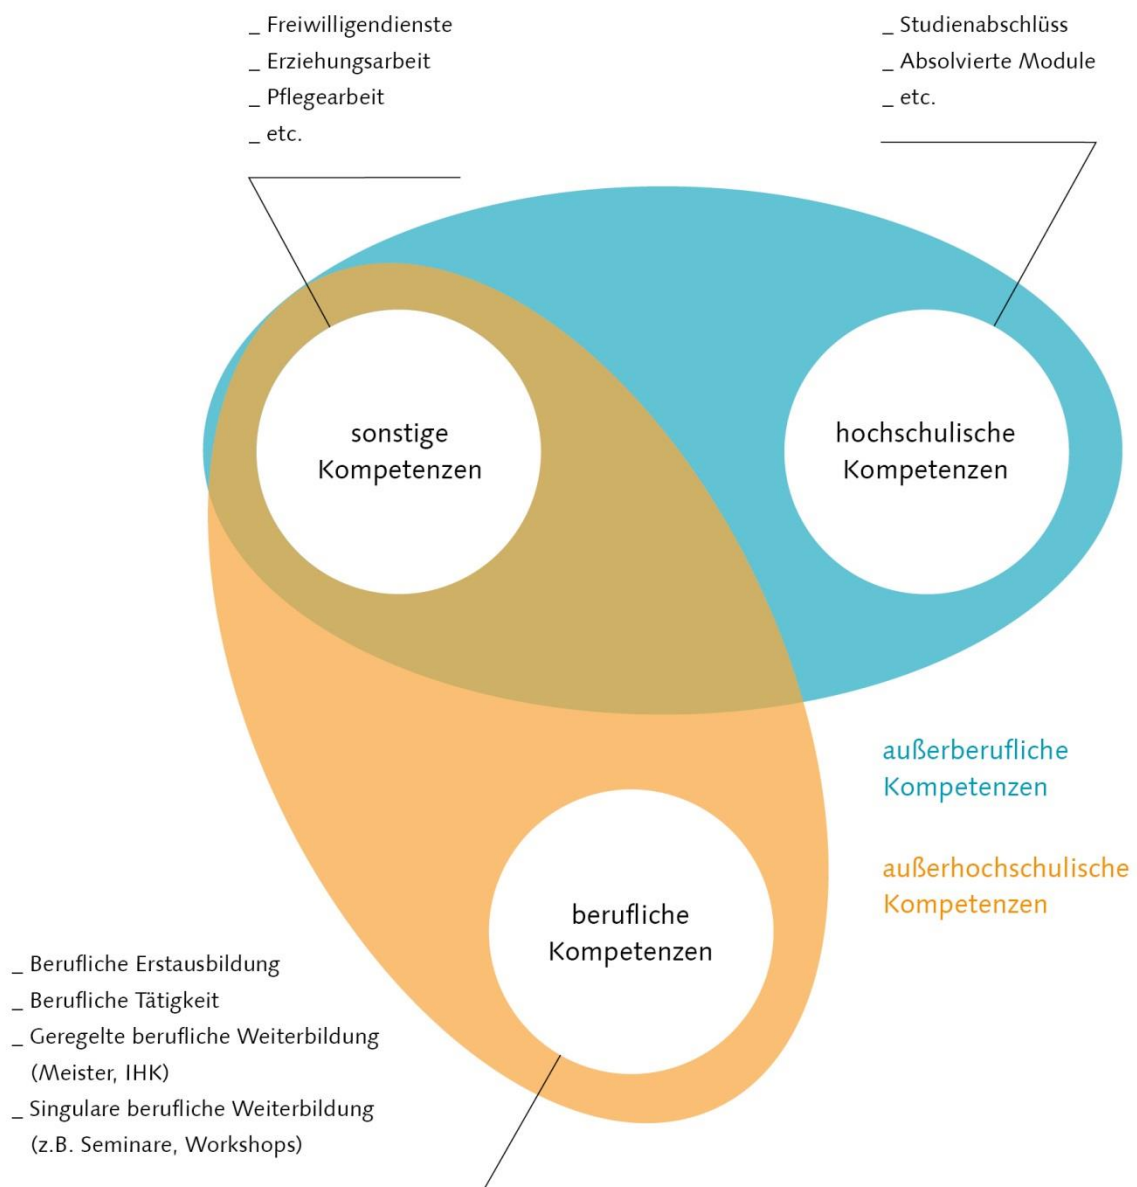 _ Freiwilligendienste
_ Erziehungsarbeit
_ Pflegearbeit
_ etc.
_ Studienabschlüss
_ Absolvierte Module
_ etc.
sonstige
Kompetenzen
hochschulische
Kompetenzen
außerberufliche
Kompetenzen
außerhochschulische
Kompetenzen
berufliche
Kompetenzen
_ Berufliche Erstausbildung
_ Berufliche Tätigkeit
_ Geregelte berufliche Weiterbildung
(Meister, IHK)
_ Singulare berufliche Weiterbildung
(z.B. Seminare, Workshops)